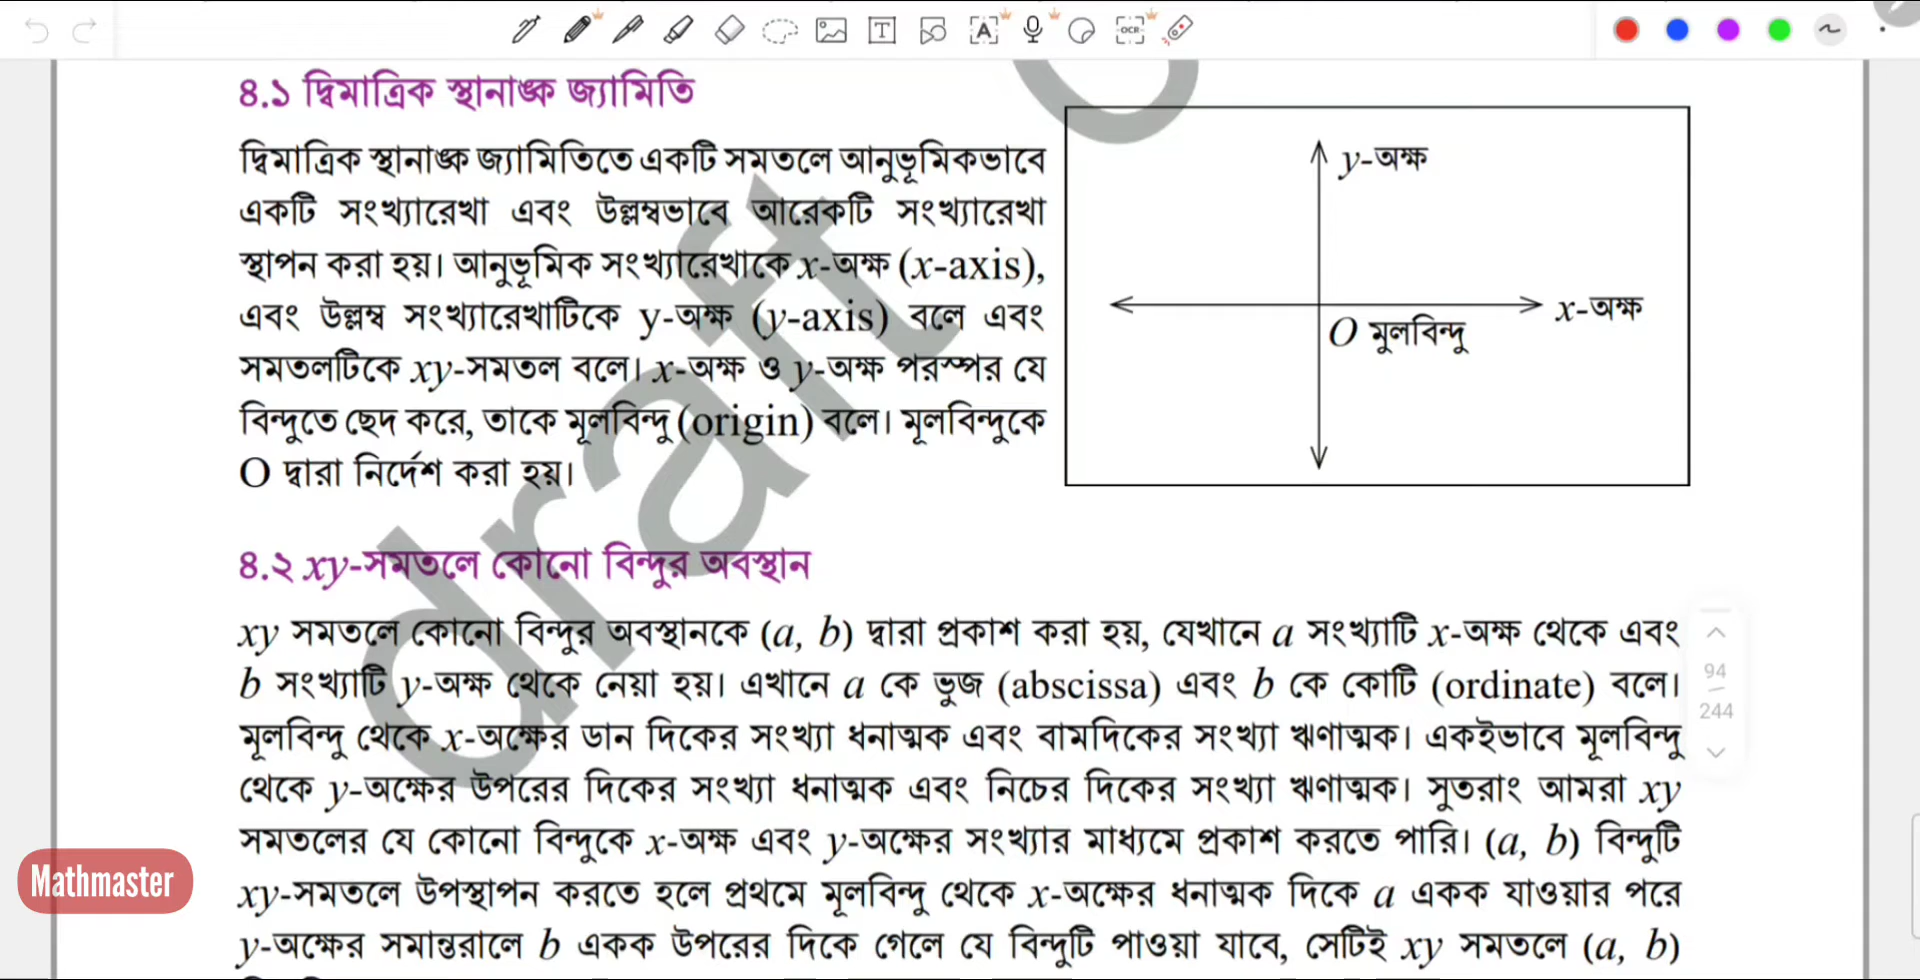 OCR
৪.১ দ্বিমাত্রিক স্থানাঙ্ক জ্যামিতি
দ্বিমাত্রিক স্থানাঙ্ক জ্যামিতিতে একটি সমতলে আনুভূমিকভাবে
একটি সংখ্যারেখা এবং উল্লম্বভাবে আরেকটি সংখ্যারেখা
স্থাপন করা হয়। আনুভূমিক সংখ্যারেখাকে x-অক্ষ (x-axis),
এবং উল্লম্ব সংখ্যারেখাটিকে y-অক্ষ (y-axis) বলে এবং
সমতলটিকে xy-সমতল বলে। x-অক্ষ ও y-অক্ষ পরস্পর যে
বিন্দুতে ছেদ করে, তাকে মূলবিন্দু (origin) বলে। মূলবিন্দুকে
O দ্বারা নির্দেশ করা হয়।
y-অক্ষ
x-অক্ষ
O মুলবিন্দু
৪.২ xy-সমতলে কোনো বিন্দুর অবস্থান
xy সমতলে কোনো বিন্দুর অবস্থানকে (a, b) দ্বারা প্রকাশ করা হয়, যেখানে a সংখ্যাটি x-অক্ষ থেকে এবং
b সংখ্যাটি y-অক্ষ থেকে নেয়া হয়। এখানে a কে ভুজ (abscissa) এবং b কে কোটি (ordinate) বলে।
মূলবিন্দু থেকে x-অক্ষের ডান দিকের সংখ্যা ধনাত্মক এবং বামদিকের সংখ্যা ঋণাত্মক। একইভাবে মূলবিন্দু
থেকে y-অক্ষের উপরের দিকের সংখ্যা ধনাত্মক এবং নিচের দিকের সংখ্যা ঋণাত্মক। সুতরাং আমরা xy
সমতলের যে কোনো বিন্দুকে x-অক্ষ এবং y-অক্ষের সংখ্যার মাধ্যমে প্রকাশ করতে পারি। (a, b) বিন্দুটি
xy-সমতলে উপস্থাপন করতে হলে প্রথমে মূলবিন্দু থেকে x-অক্ষের ধনাত্মক দিকে a একক যাওয়ার পরে
y-অক্ষের সমান্তরালে b একক উপরের দিকে গেলে যে বিন্দুটি পাওয়া যাবে, সেটিই xy সমতলে (a, b)
draft
94
244
Mathmaster